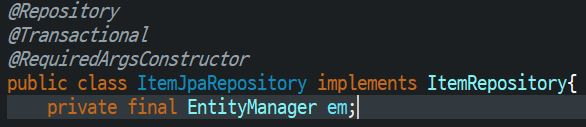 @Repository
@Transactional
@RequiredArgsConstructor
public class ItemJpaRepository implements ItemRepository{
    private final EntityManager em;